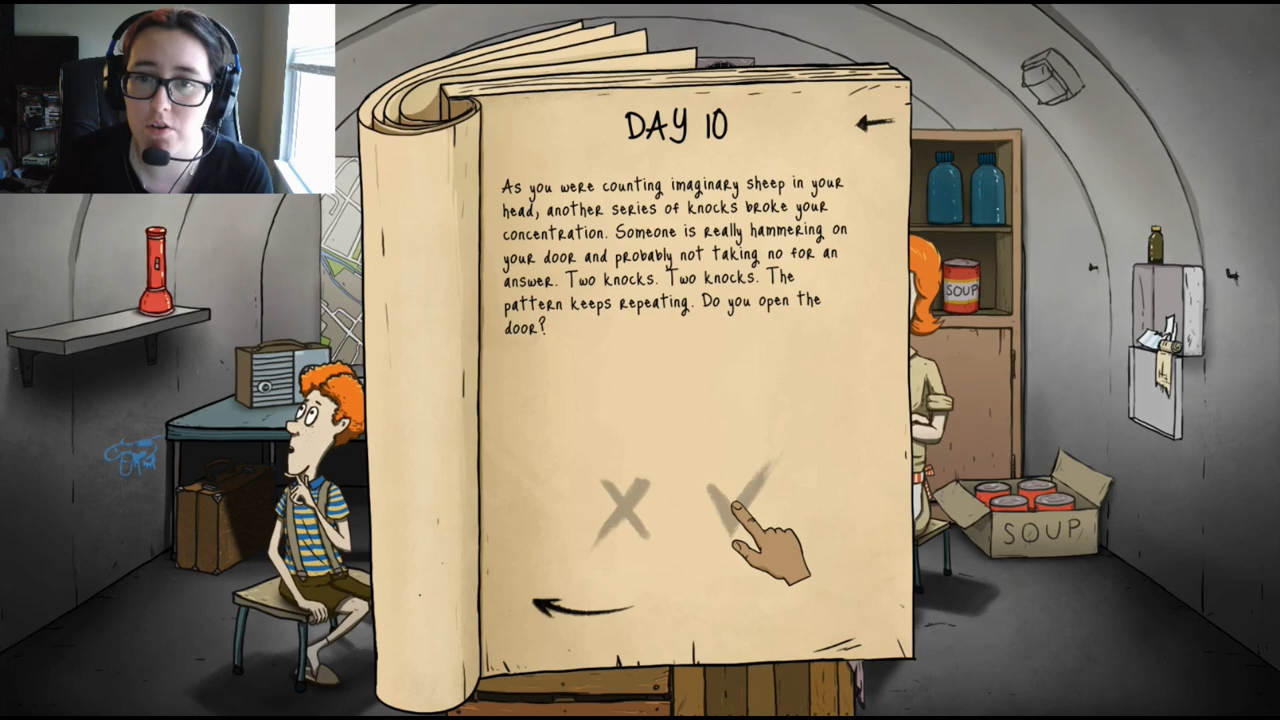 DAY 10
As you were counting imaginary sheep in your
head, another series of knocks broke your
concentration. Someone is really hammering on
your door and probably not taking no for an
answer. Two knocks. Two knocks. The
pattern keeps repeating. Do you open the
door?
SOUP
SOUP